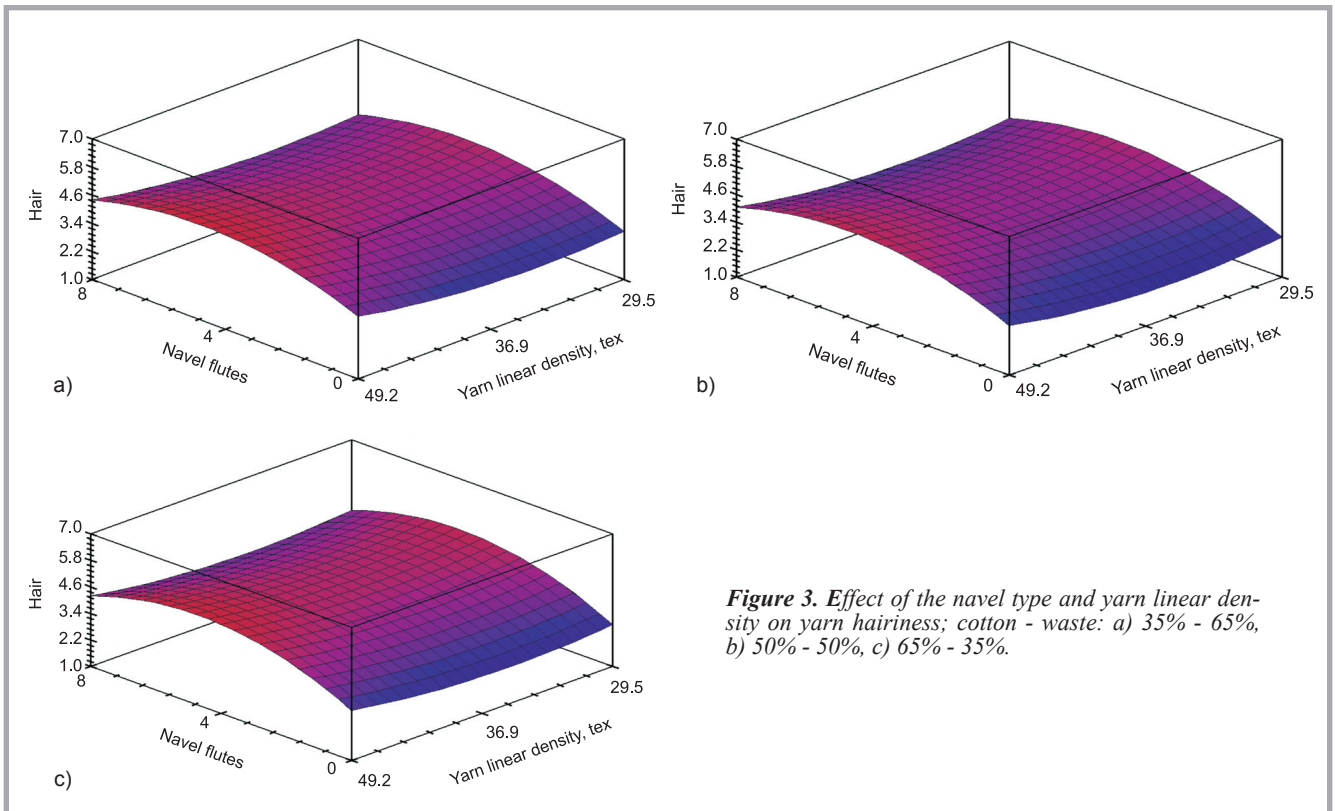 7.0
5.8
4.6
3.4
2.2
1.0
Hair
8
4
0
Navel flutes
49.2
36.9
29.5
Yarn linear density, tex
a)
7.0
5.8
4.6
3.4
2.2
1.0
Hair
8
4
0
Navel flutes
49.2
36.9
29.5
Yarn linear density, tex
b)
7.0
5.8
4.6
3.4
2.2
1.0
Hair
8
4
0
Navel flutes
49.2
36.9
29.5
Yarn linear density, tex
c)
Figure 3. Effect of the navel type and yarn linear den-
sity on yarn hairiness; cotton - waste: a) 35% - 65%,
b) 50% - 50%, c) 65% - 35%.